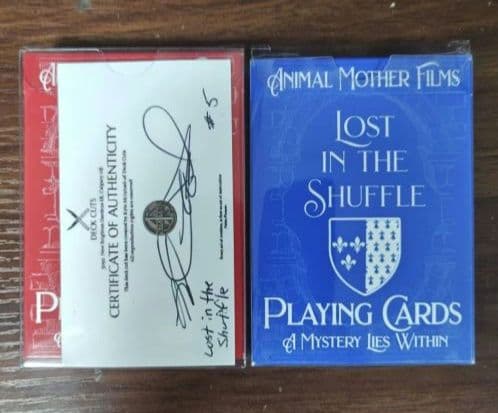 A
P
DECK CUTS
CERTIFICATE OF AUTHENTICITY
Lost in the
Shuffle
#5
ANIMAL MOTHER FILMS
LOST
IN THE
SHUFFLE
PLAYING CARDS
A MYSTERY LIES WITHIN